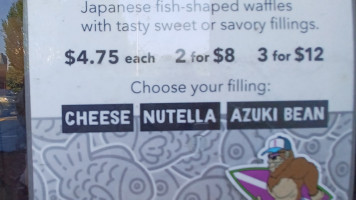 Japanese fish-shaped waffles
with tasty sweet or savory fillings.
$4.75 each 2 for $8 3 for $12
Choose your filling:
CHEESE NUTELLA AZUKI BEAN